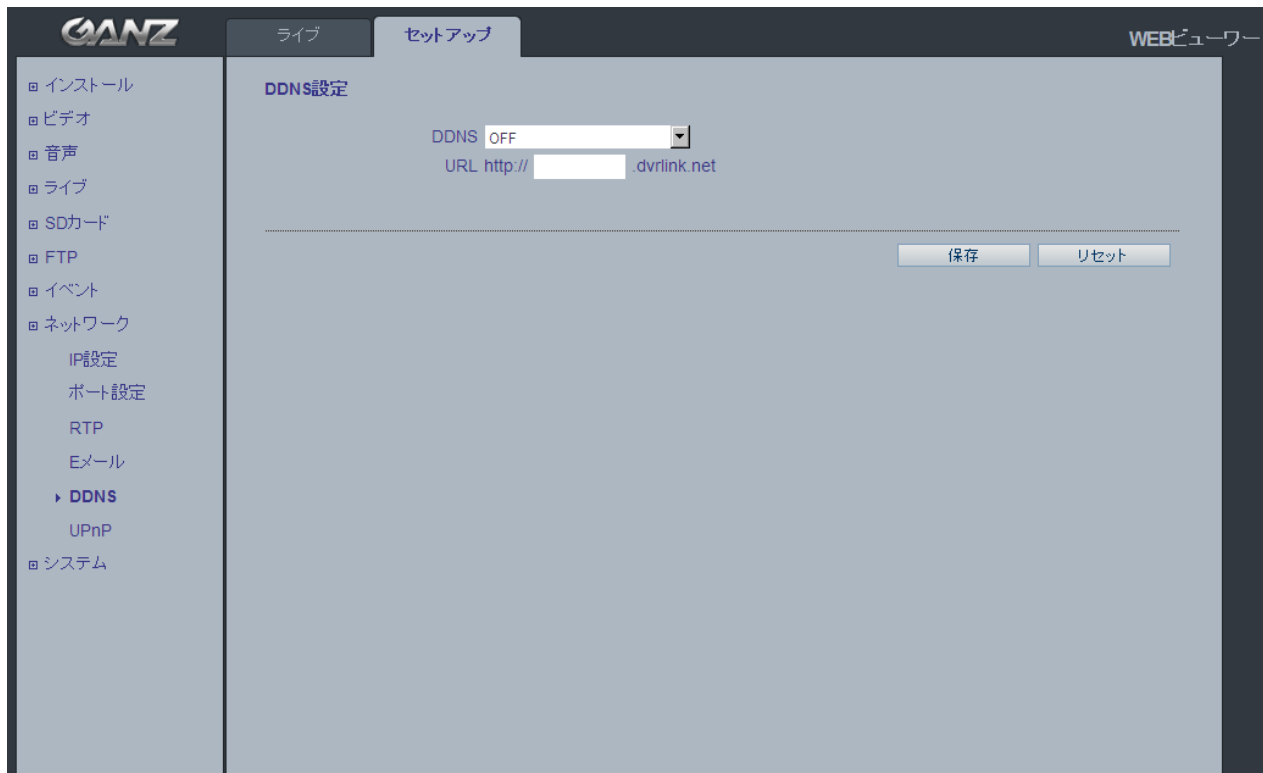 GANZ
ライブ
セットアップ
WEBビューワー
インストール
ビデオ
音声
ライブ
SDカード
FTP
イベント
ネットワーク
IP設定
ポート設定
RTP
Eメール
DDNS
UPnP
システム
DDNS設定
DDNS OFF
URL http:// .dvrlink.net
保存 リセット